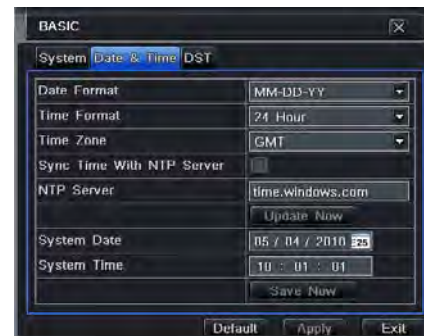 BASIC
System Date & Time DST
Date Format MM-DD-YY
Time Format 24 Hour
Time Zone GMT
Sync Time With NTP Server
NTP Server time.windows.com
Update Now
System Date 05 / 04 / 2010 25
System Time 10 : 01 : 01
Save Now
Default Apply Exit